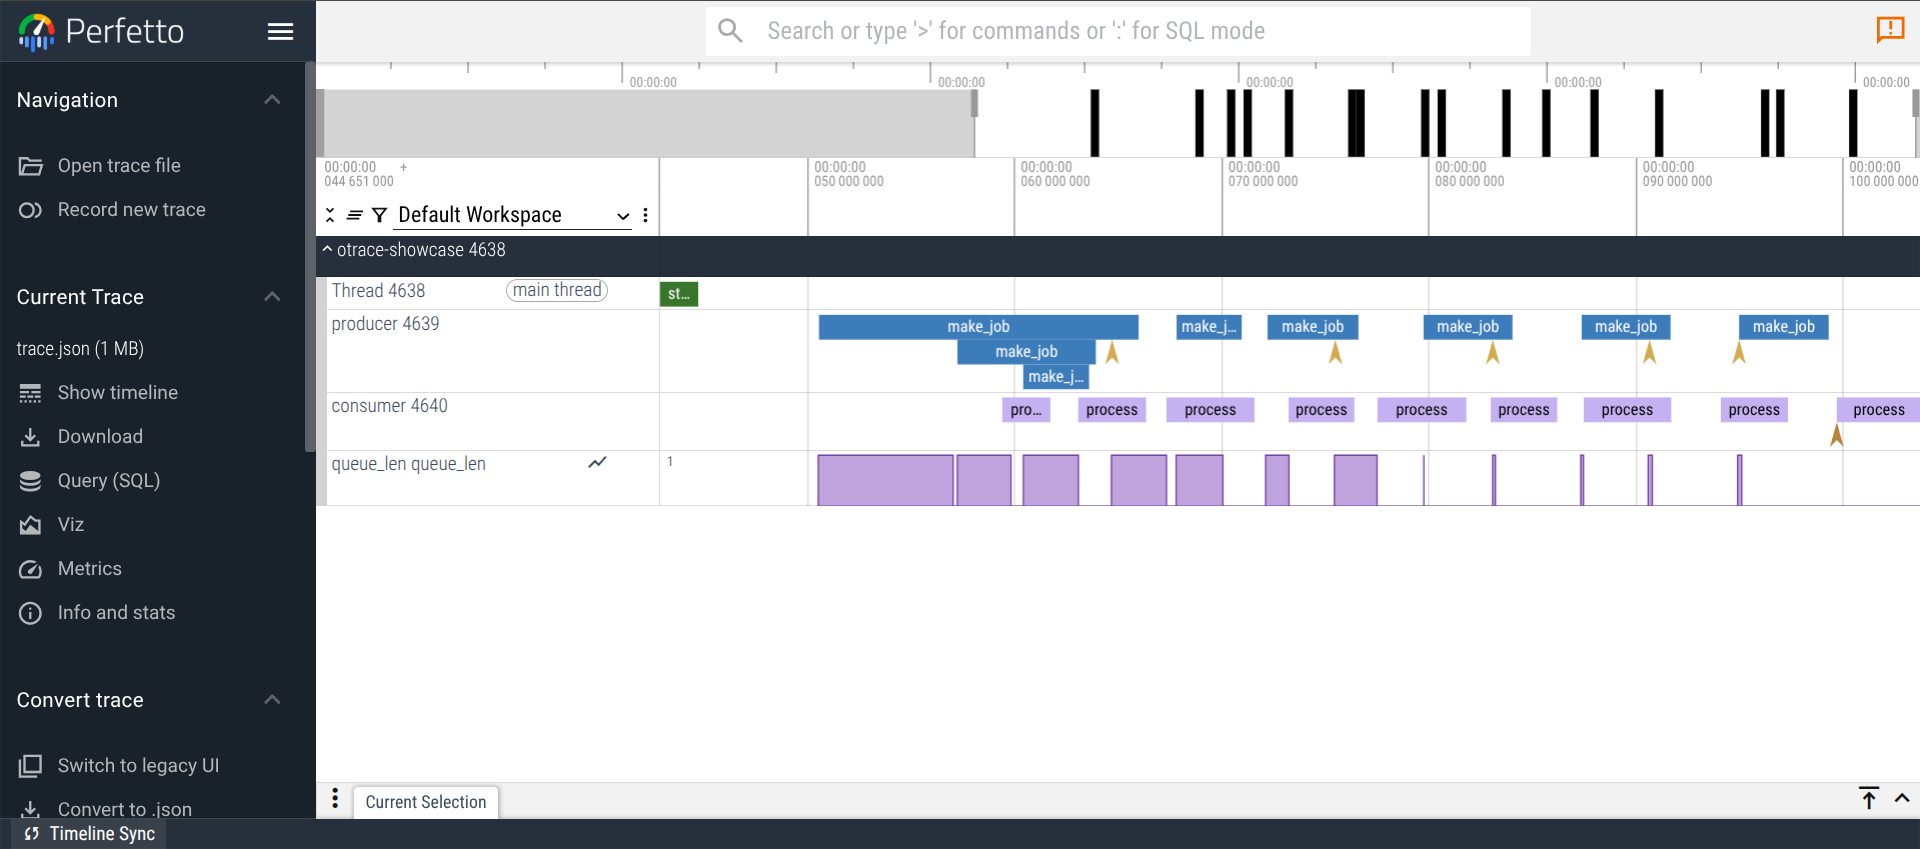 Perfetto
Search or type '>' for commands or ':' for SQL mode
Navigation
Open trace file
Record new trace
Current Trace
trace.json (1 MB)
Show timeline
Download
Query (SQL)
Viz
Metrics
Info and stats
Convert trace
Switch to legacy UI
Convert to .json
Timeline Sync
00:00:00 00:00:00 00:00:00 00:00:00 00:00:00
00:00:00 + 00:00:00 00:00:00 00:00:00 00:00:00 00:00:00 00:00:00
044 651 000 050 000 000 060 000 000 070 000 000 080 000 000 090 000 000 100 000 000
Default Workspace
otrace-showcase 4638
Thread 4638 main thread st...
producer 4639 make_job make_j... make_job make_job make_job make_job
make_job
make_j...
consumer 4640 pro... process process process process process process process process
queue_len queue_len 1
Current Selection